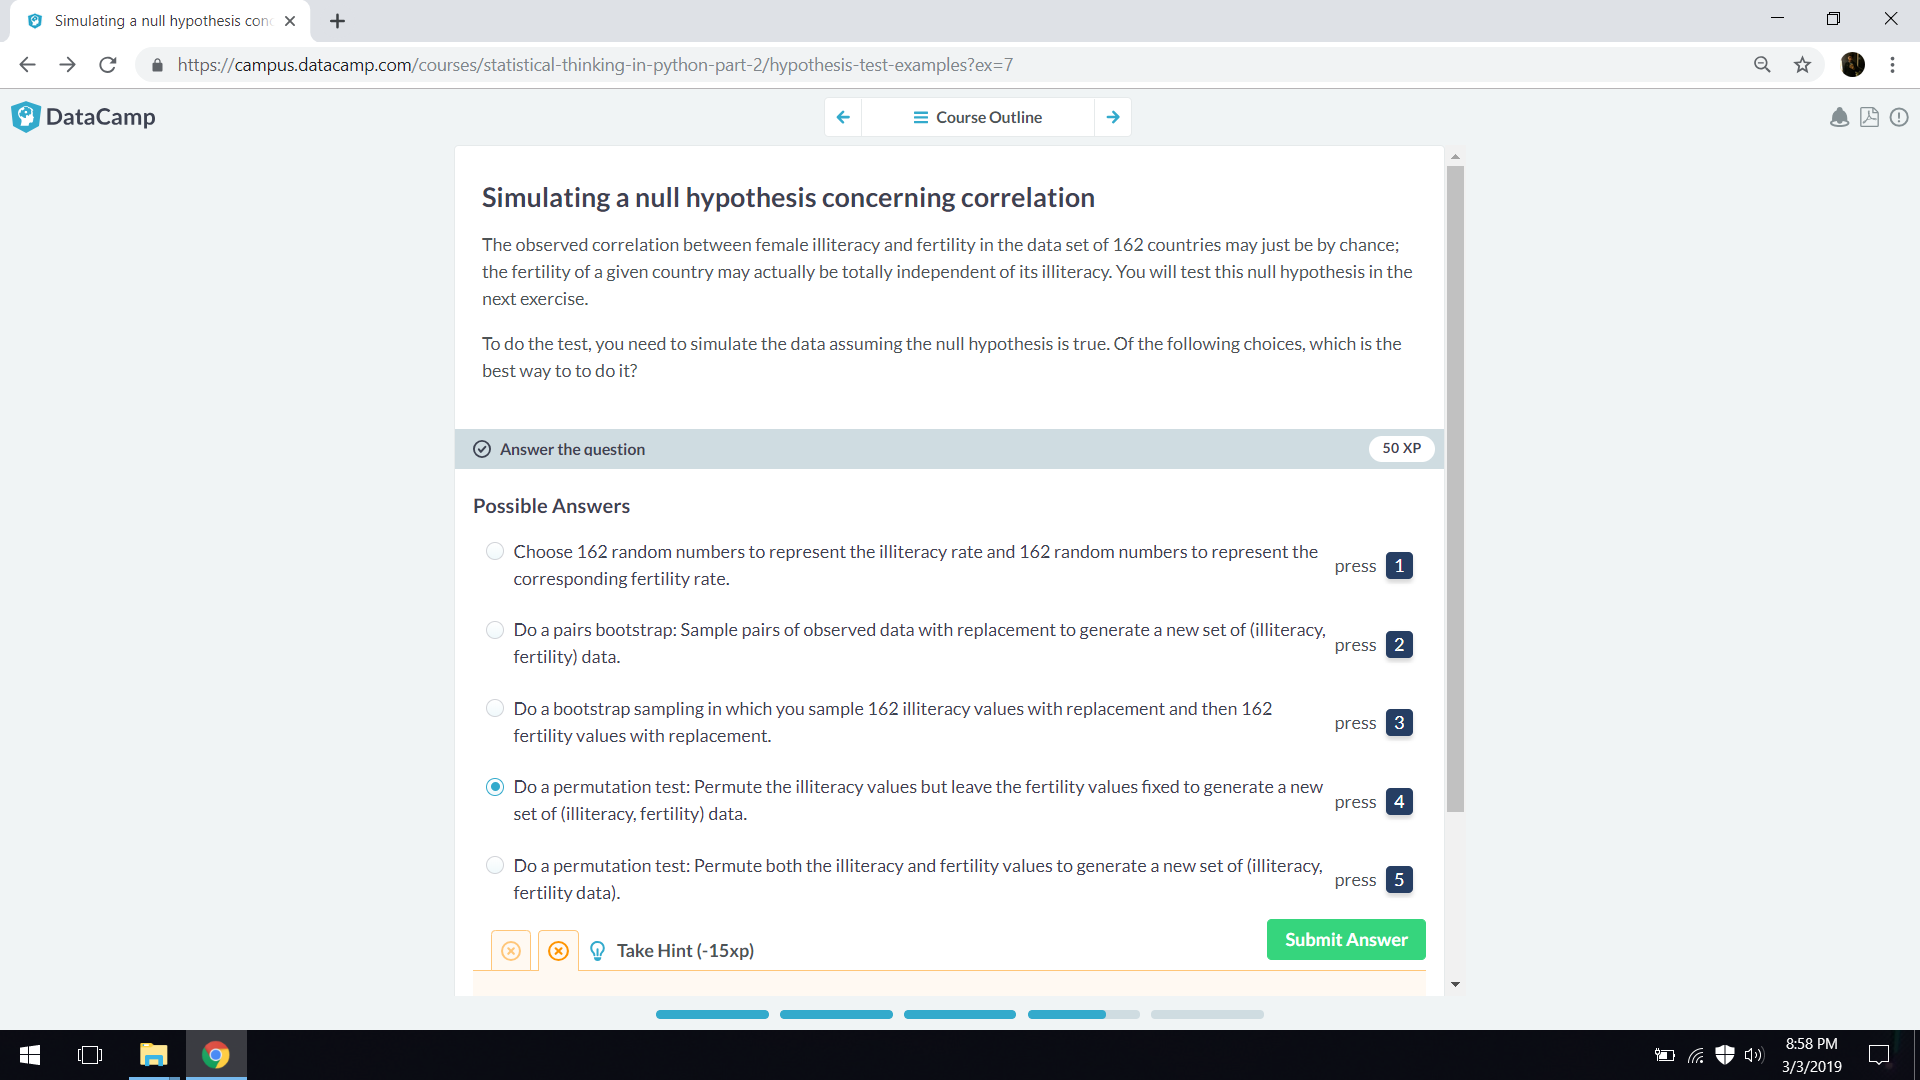 Simulating a null hypothesis con
https://campus.datacamp.com/courses/statistical-thinking-in-python-part-2/hypothesis-test-examples?ex=7
DataCamp
Course Outline
Simulating a null hypothesis concerning correlation
The observed correlation between female illiteracy and fertility in the data set of 162 countries may just be by chance;
the fertility of a given country may actually be totally independent of its illiteracy. You will test this null hypothesis in the
next exercise.
To do the test, you need to simulate the data assuming the null hypothesis is true. Of the following choices, which is the
best way to to do it?
Answer the question
50 XP
Possible Answers
Choose 162 random numbers to represent the illiteracy rate and 162 random numbers to represent the
corresponding fertility rate.
press 1
Do a pairs bootstrap: Sample pairs of observed data with replacement to generate a new set of (illiteracy,
fertility) data.
press 2
Do a bootstrap sampling in which you sample 162 illiteracy values with replacement and then 162
fertility values with replacement.
press 3
Do a permutation test: Permute the illiteracy values but leave the fertility values fixed to generate a new
set of (illiteracy, fertility) data.
press 4
Do a permutation test: Permute both the illiteracy and fertility values to generate a new set of (illiteracy,
fertility data).
press 5
Take Hint (-15xp)
Submit Answer
8:58 PM
3/3/2019